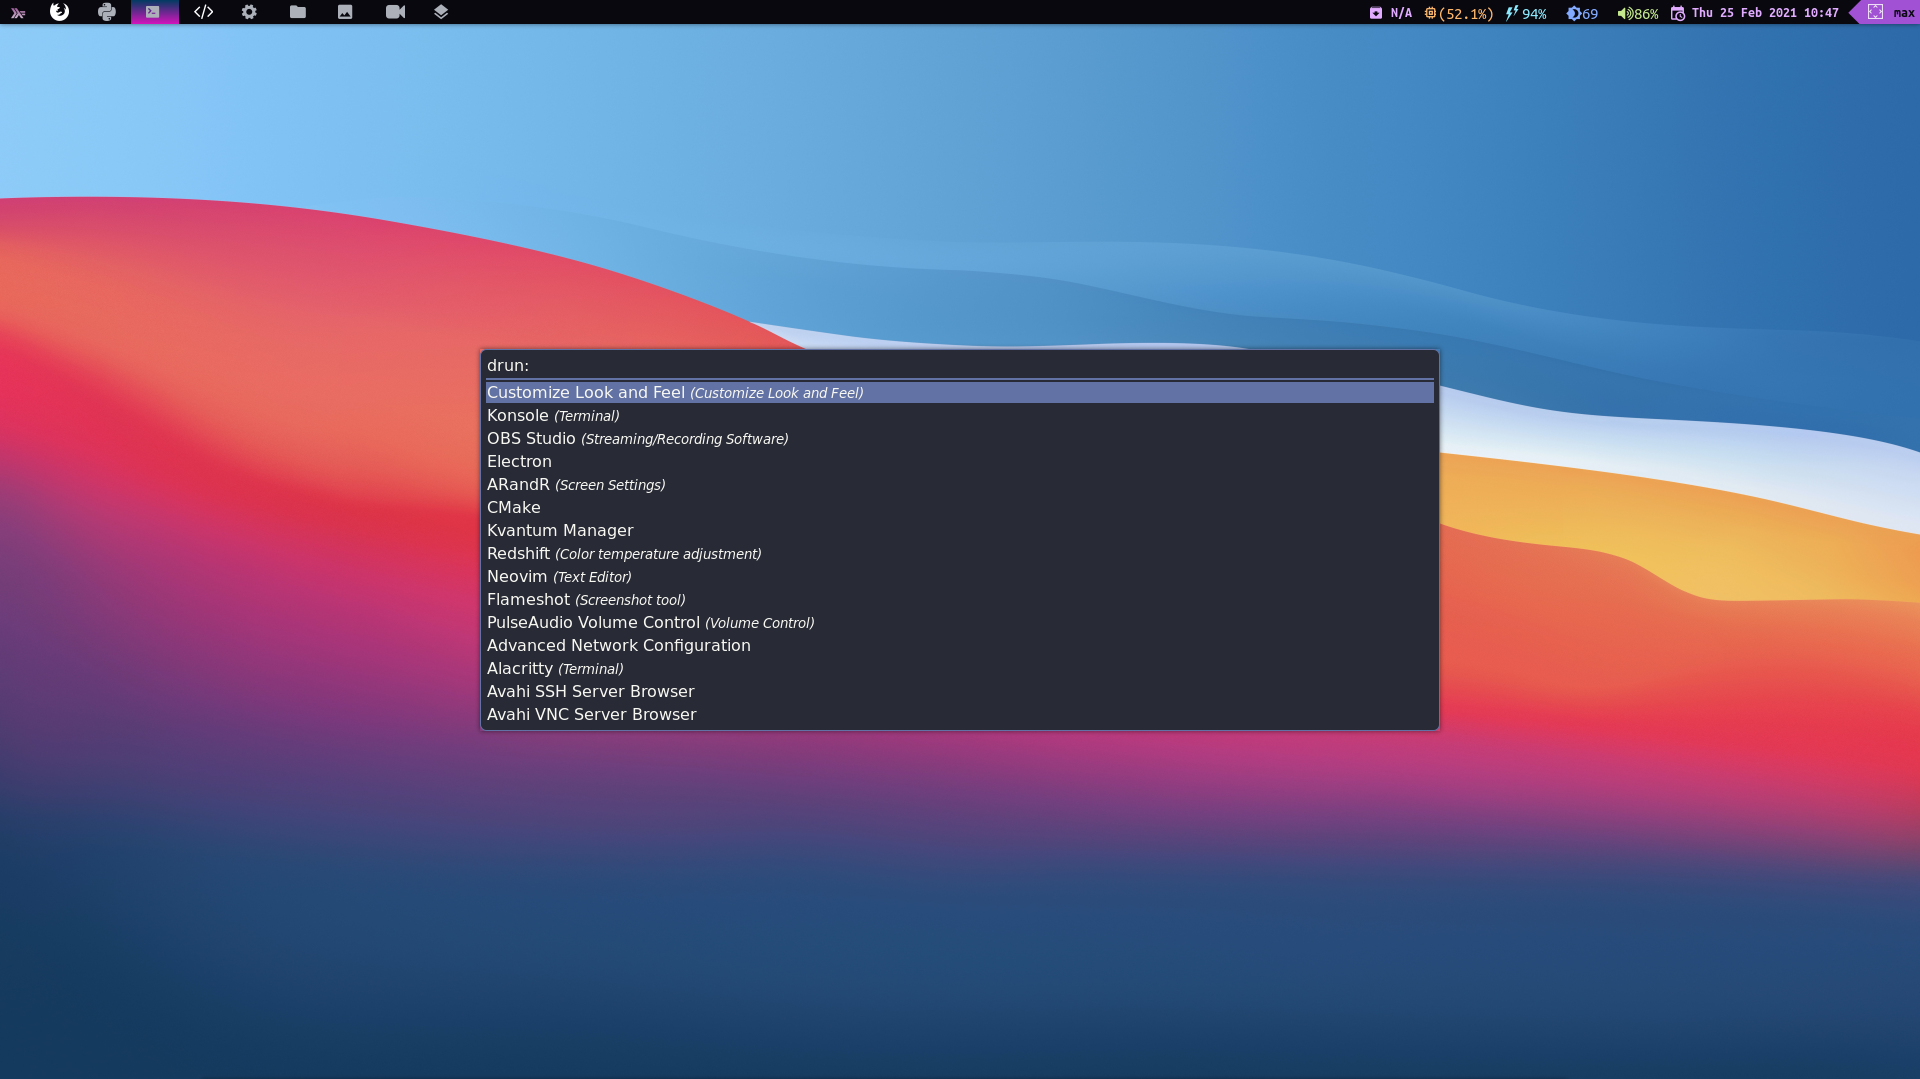 N/A (52.1%) 94% 69 86% Thu 25 Feb 2021 10:47 max
drun:
Customize Look and Feel (Customize Look and Feel)
Konsole (Terminal)
OBS Studio (Streaming/Recording Software)
Electron
ARandR (Screen Settings)
CMake
Kvantum Manager
Redshift (Color temperature adjustment)
Neovim (Text Editor)
Flameshot (Screenshot tool)
PulseAudio Volume Control (Volume Control)
Advanced Network Configuration
Alacritty (Terminal)
Avahi SSH Server Browser
Avahi VNC Server Browser